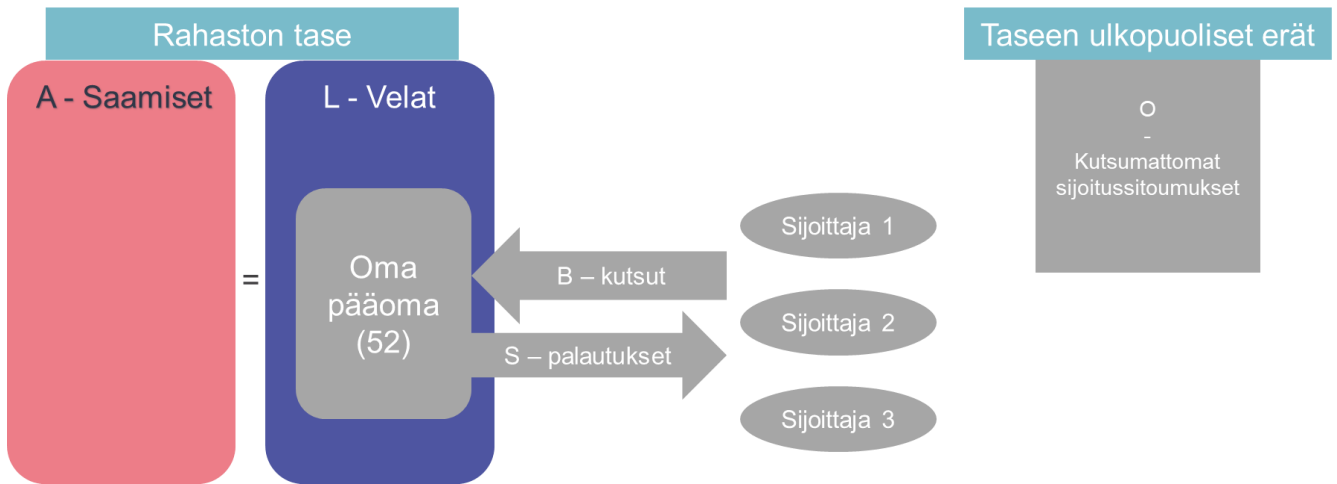 Rahaston tase
Taseen ulkopuoliset erät
A - Saamiset
L - Velat
O
-
Kutsumattomat
sijoitussitoumukset
=
Oma
pääoma
(52)
B – kutsut
S – palautukset
Sijoittaja 1
Sijoittaja 2
Sijoittaja 3